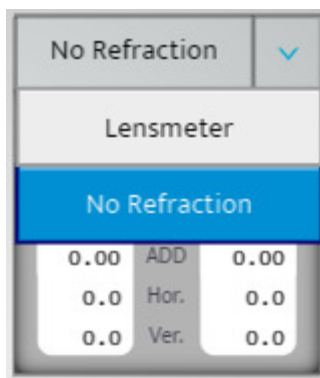 No Refraction
Lensmeter
No Refraction
0.00 ADD 0.00
0.0 Hor. 0.0
0.0 Ver. 0.0